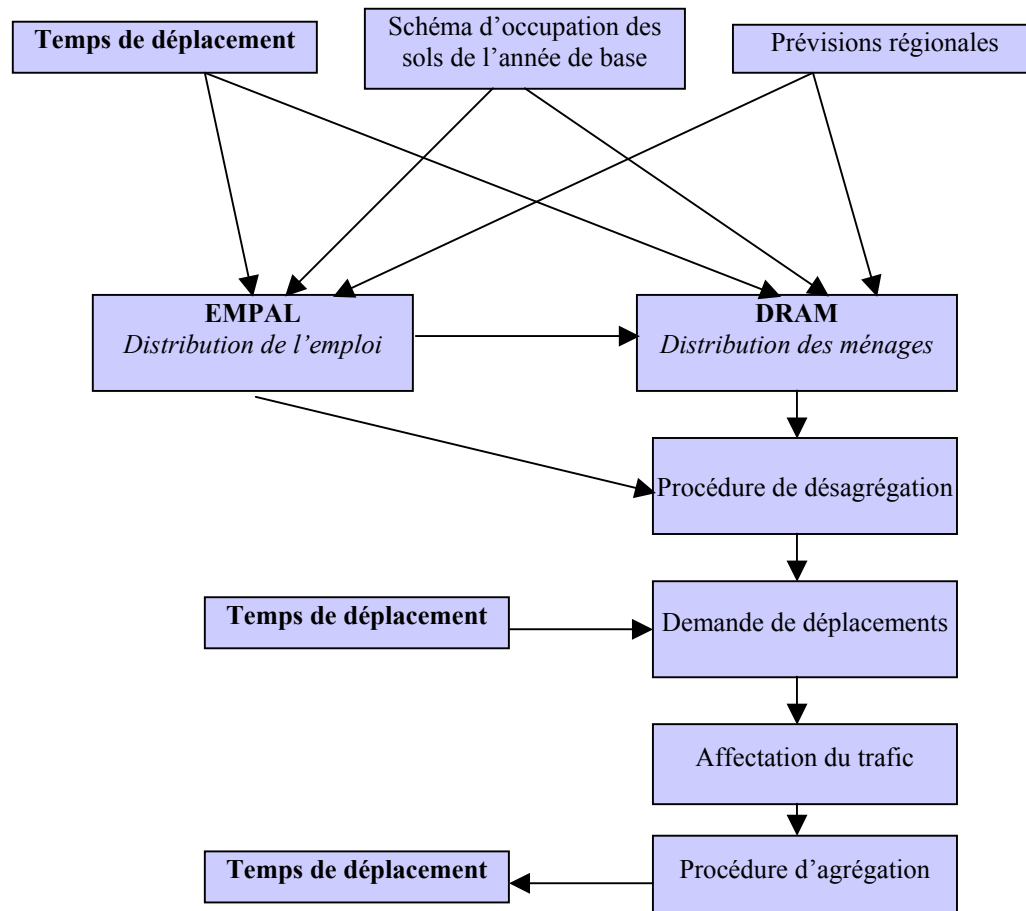 Temps de déplacement
Schéma d’occupation des
sols de l’année de base
Prévisions régionales
EMPAL
Distribution de l’emploi
DRAM
Distribution des ménages
Procédure de désagrégation
Temps de déplacement
Demande de déplacements
Affectation du trafic
Temps de déplacement
Procédure d’agrégation